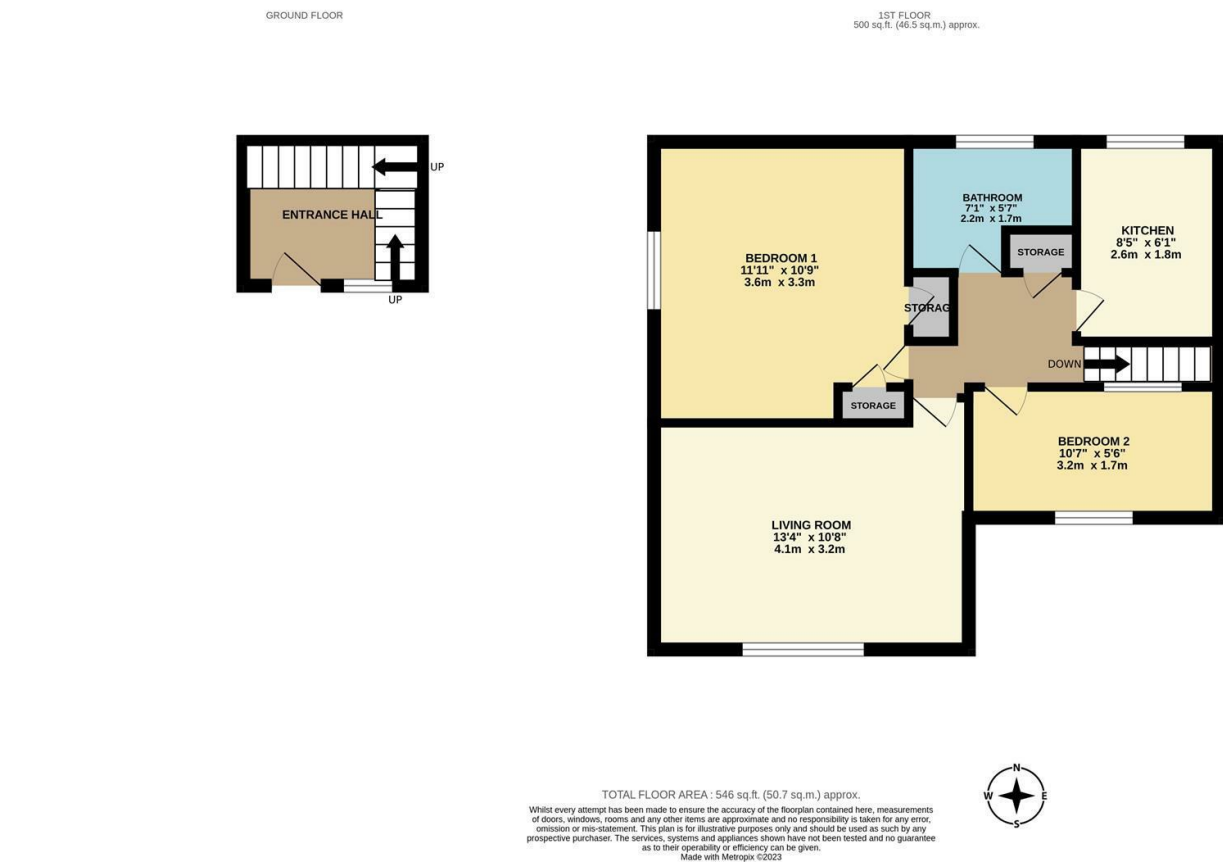 GROUND FLOOR
1ST FLOOR
500 sq.ft. (46.5 sq.m.) approx.
UP
ENTRANCE HALL
UP
BEDROOM 1
11'11" x 10'9"
3.6m x 3.3m
BATHROOM
7'1" x 5'7"
2.2m x 1.7m
STORAGE
KITCHEN
8'5" x 6'1"
2.6m x 1.8m
STORAG
DOWN
STORAGE
BEDROOM 2
10'7" x 5'6"
3.2m x 1.7m
LIVING ROOM
13'4" x 10'8"
4.1m x 3.2m
N
W E
S
TOTAL FLOOR AREA : 546 sq.ft. (50.7 sq.m.) approx.
Whilst every attempt has been made to ensure the accuracy of the floorplan contained here, measurements
of doors, windows, rooms and any other items are approximate and no responsibility is taken for any error,
omission or mis-statement. This plan is for illustrative purposes only and should be used as such by any
prospective purchaser. The services, systems and appliances shown have not been tested and no guarantee
as to their operability or efficiency can be given.
Made with Metropix ©2023